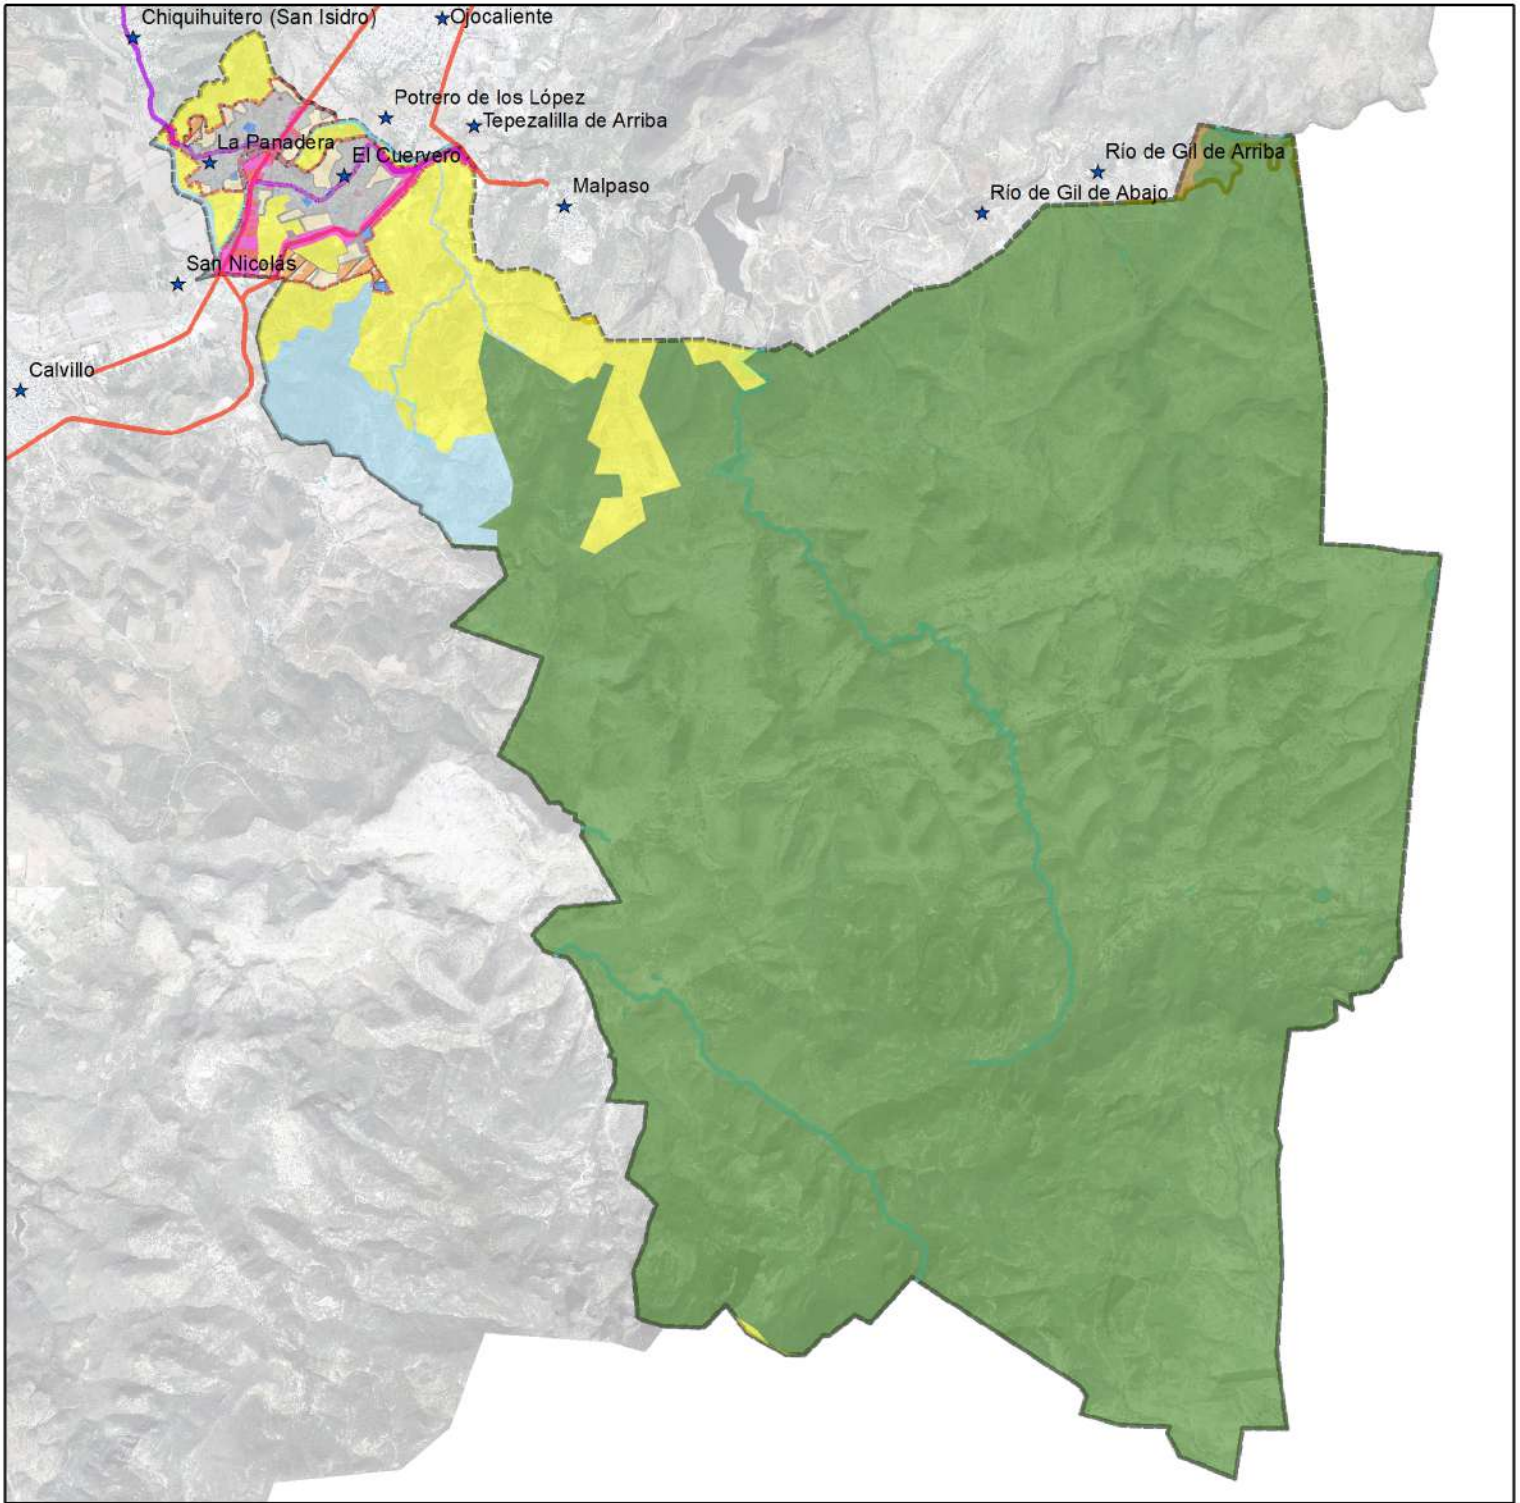 Chiquihuitero (San Isidro)
Ojocaliente
Potrero de los López
Tepezalilla de Arriba
La Panadera
El Cuervero
Malpaso
Río de Gil de Arriba
Río de Gil de Abajo
San Nicolás
Calvillo